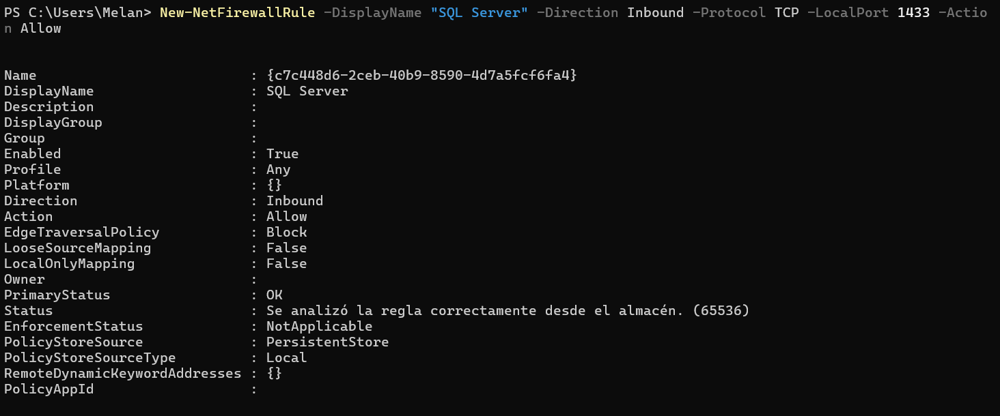 PS C:\Users\Melan> New-NetFirewallRule -DisplayName "SQL Server" -Direction Inbound -Protocol TCP -LocalPort 1433 -Actio
n Allow
Name                          : {c7c448d6-2ceb-40b9-8590-4d7a5fcf6fa4}
DisplayName                   : SQL Server
Description                   :
DisplayGroup                  :
Group                         :
Enabled                       : True
Profile                       : Any
Platform                      : {}
Direction                     : Inbound
Action                        : Allow
EdgeTraversalPolicy           : Block
LooseSourceMapping            : False
LocalOnlyMapping              : False
Owner                         :
PrimaryStatus                 : OK
Status                        : Se analizó la regla correctamente desde el almacén. (65536)
EnforcementStatus             : NotApplicable
PolicyStoreSource             : PersistentStore
PolicyStoreSourceType         : Local
RemoteDynamicKeywordAddresses : {}
PolicyAppId                   :